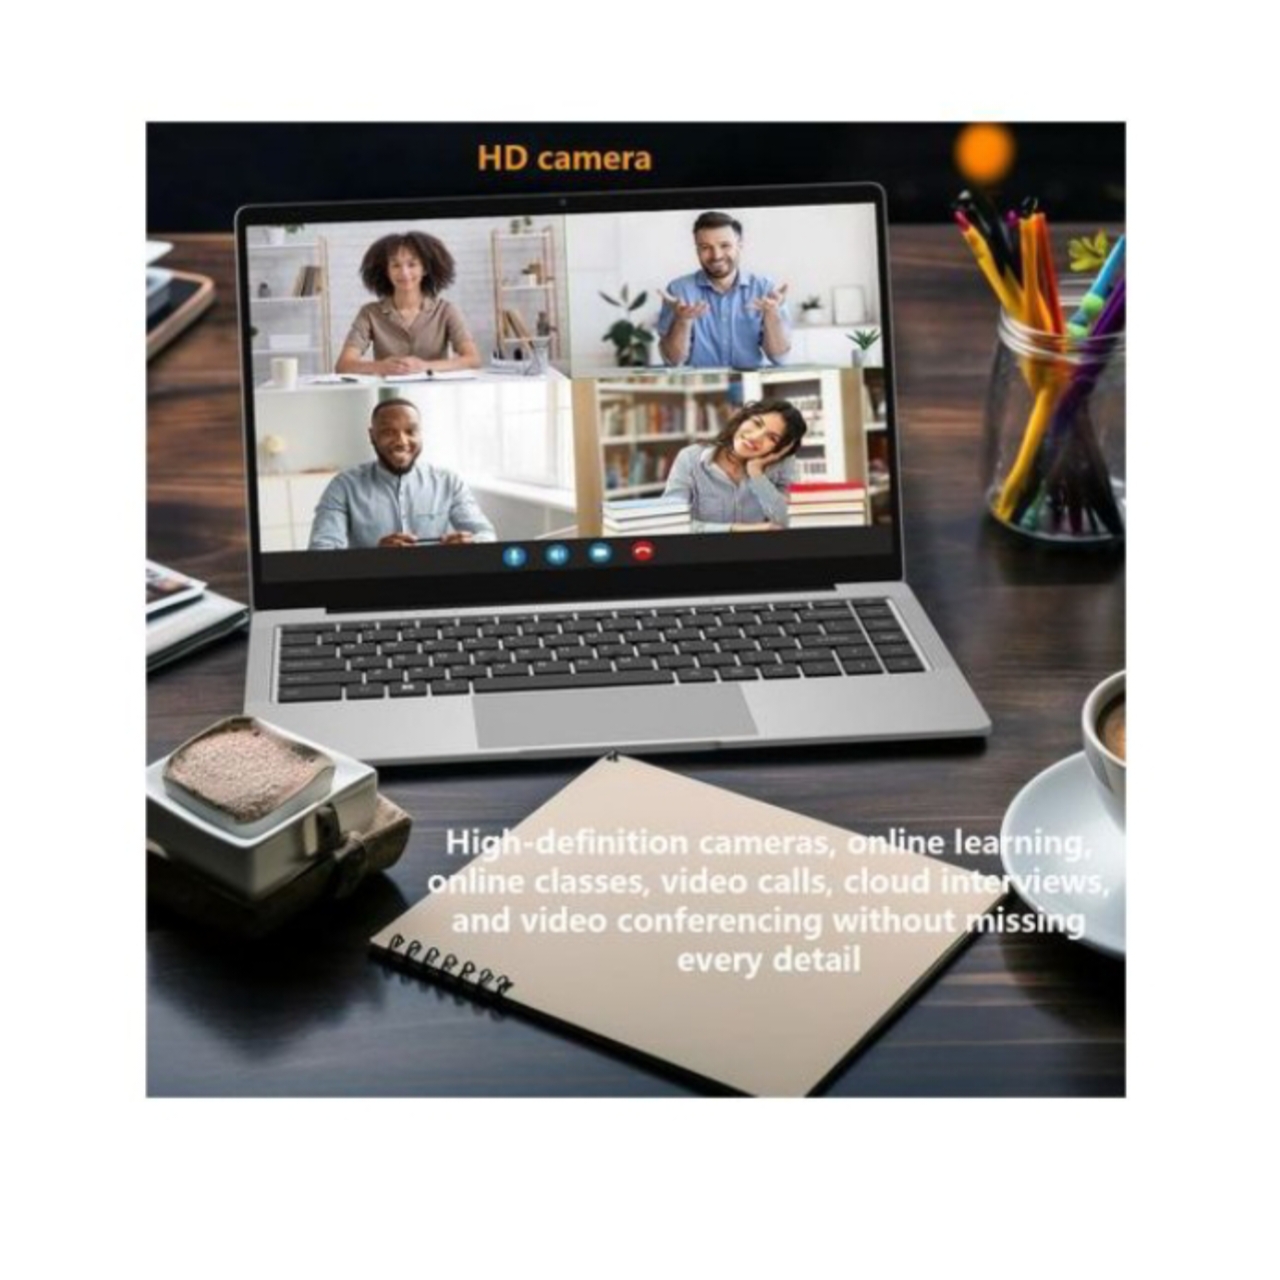 HD camera
High-definition cameras, online learning,
online classes, video calls, cloud interviews,
and video conferencing without missing
every detail